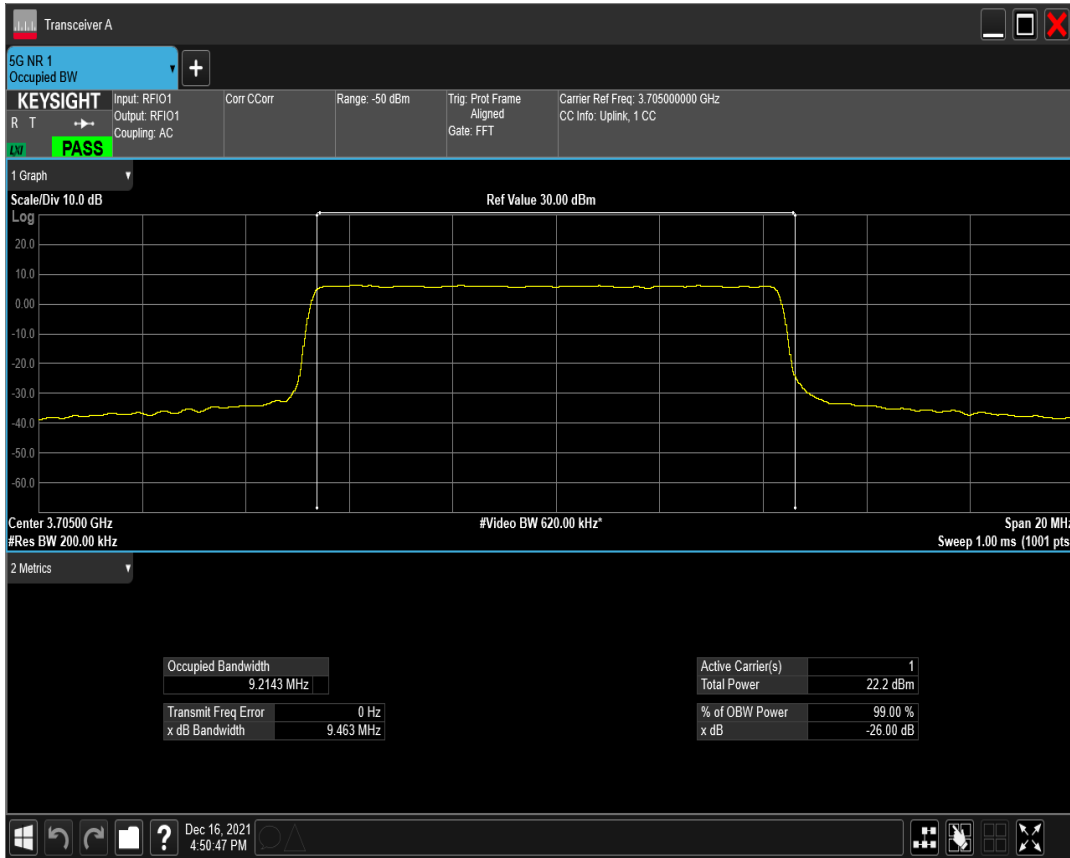 Transceiver A
5G NR 1
Occupied BW
KEYSIGHT
R T
LXI
PASS
Input: RFIO1
Output: RFIO1
Coupling: AC
Corr CCorr
Range: -50 dBm
Trig: Prot Frame
Aligned
Gate: FFT
Carrier Ref Freq: 3.705000000 GHz
CC Info: Uplink, 1 CC
1 Graph
Scale/Div 10.0 dB
Ref Value 30.00 dBm
Log
20.0
10.0
0.00
-10.0
-20.0
-30.0
-40.0
-50.0
-60.0
Center 3.70500 GHz
#Video BW 620.00 kHz*
Span 20 MHz
#Res BW 200.00 kHz
Sweep 1.00 ms (1001 pts
2 Metrics
Occupied Bandwidth
9.2143 MHz
Transmit Freq Error 0 Hz
x dB Bandwidth 9.463 MHz
Active Carrier(s) 1
Total Power 22.2 dBm
% of OBW Power 99.00 %
x dB -26.00 dB
?
Dec 16, 2021
4:50:47 PM